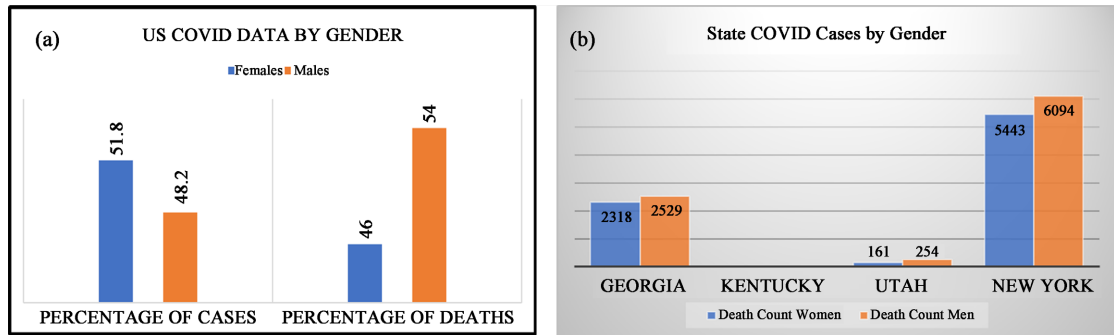 (a)
US COVID DATA BY GENDER
Females Males
51.8
48.2
46
54
PERCENTAGE OF CASES PERCENTAGE OF DEATHS
(b)
State COVID Cases by Gender
2318 2529
161 254
5443 6094
GEORGIA KENTUCKY UTAH NEW YORK
Death Count Women Death Count Men